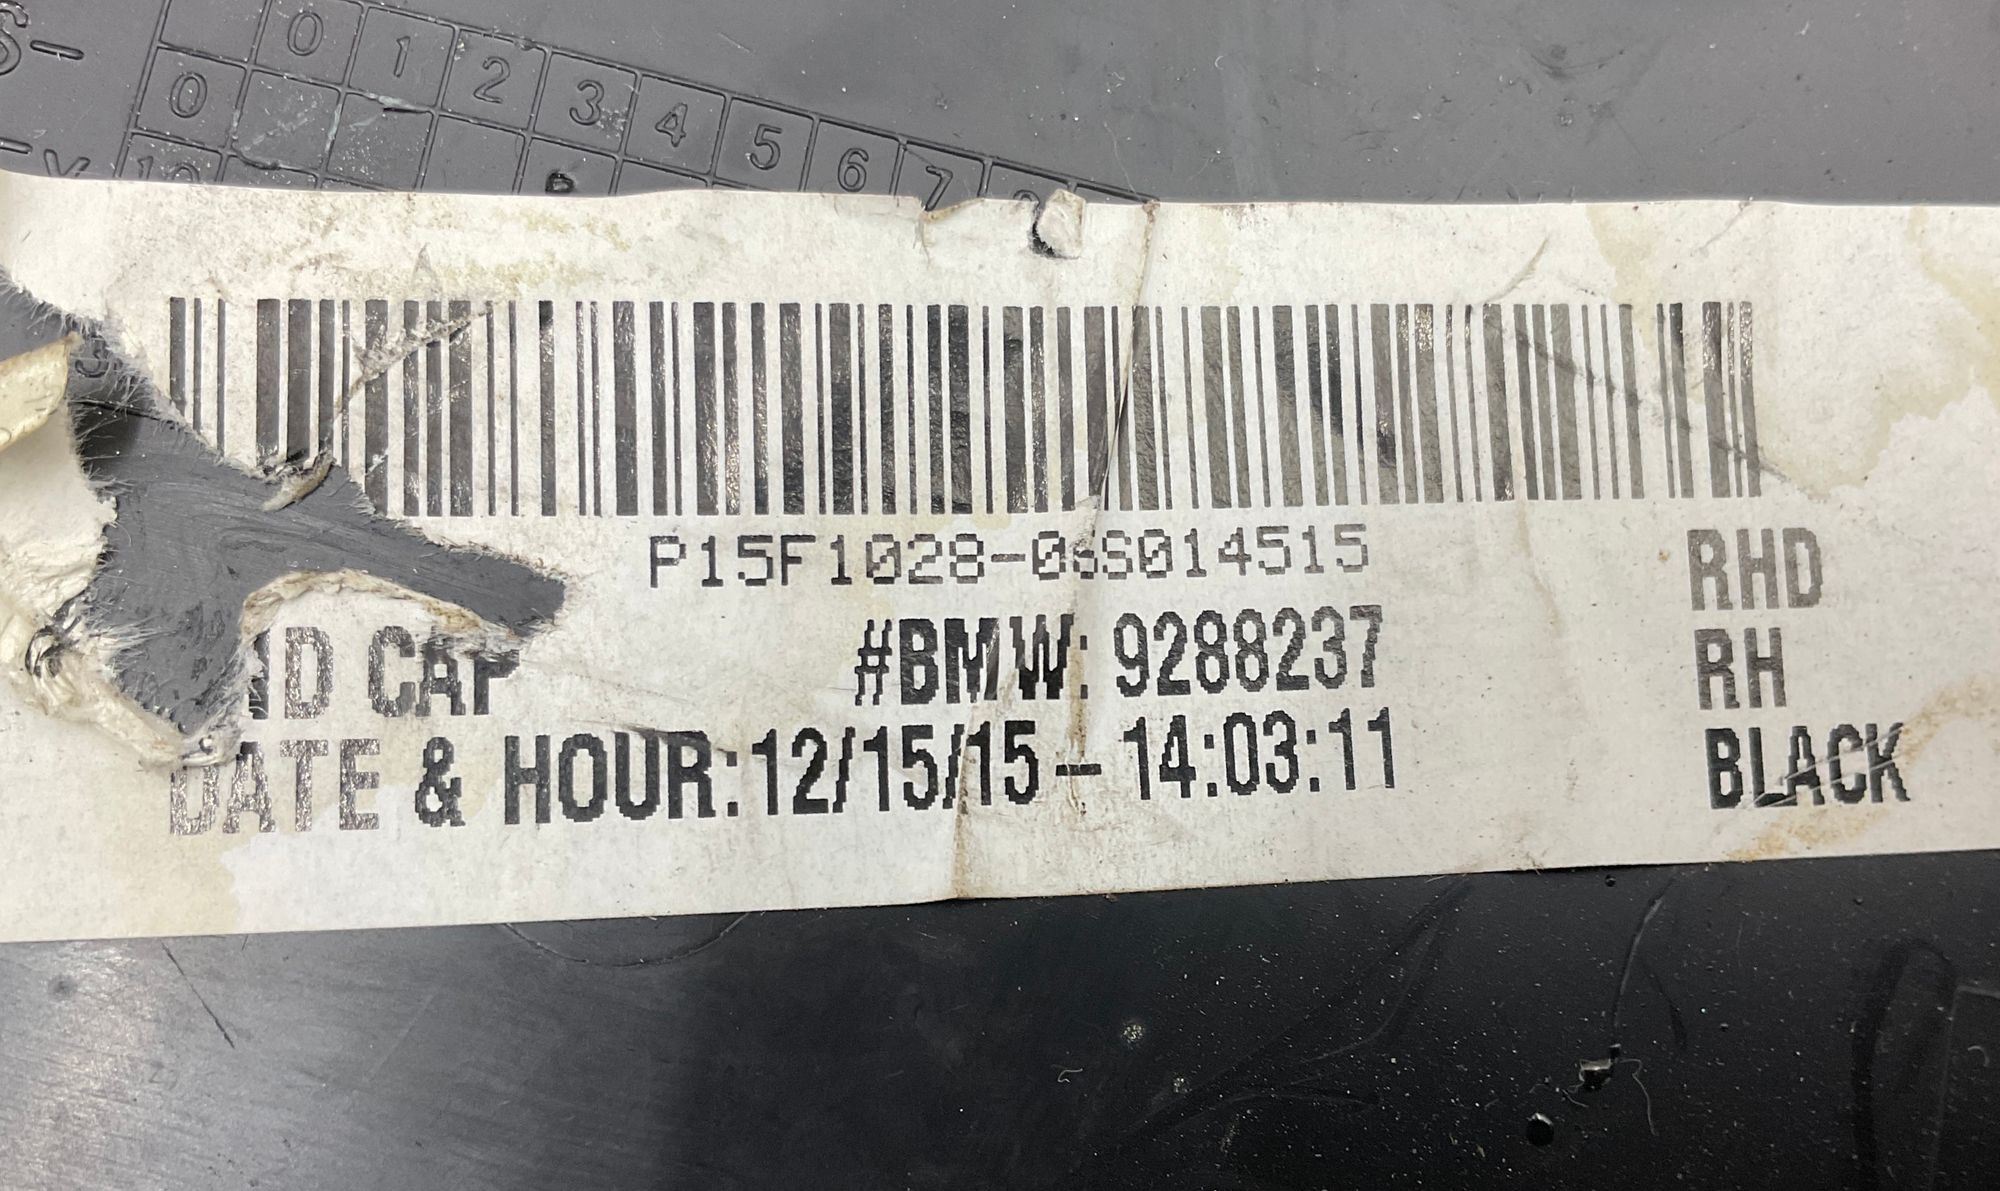 S-
0 1 2 3 4 5 6 7
0
10
P15F1028-06S014515
RHD
CAP #BMW: 9288237 RH
DATE & HOUR:12/15/15 - 14:03:11 BLACK